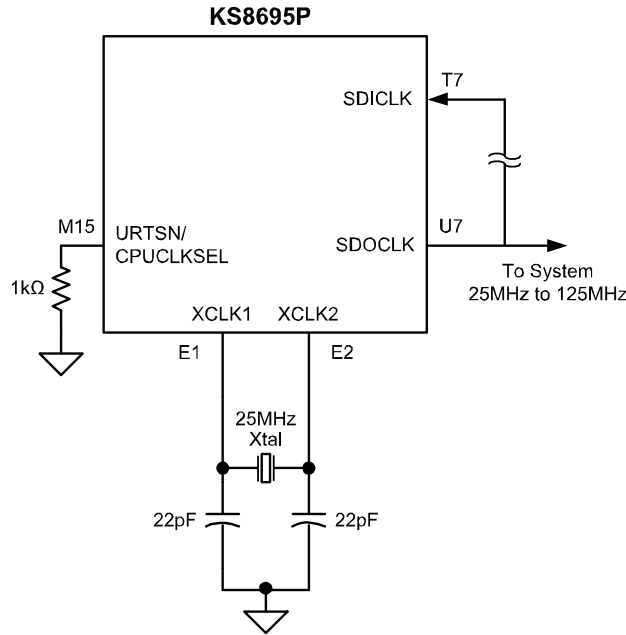 KS8695P
T7
SDICLK
M15
URTSN/
CPUCLKSEL
U7
SDOCLK
To System
25MHz to 125MHz
1kΩ
XCLK1
XCLK2
E1
E2
25MHz
Xtal
22pF
22pF